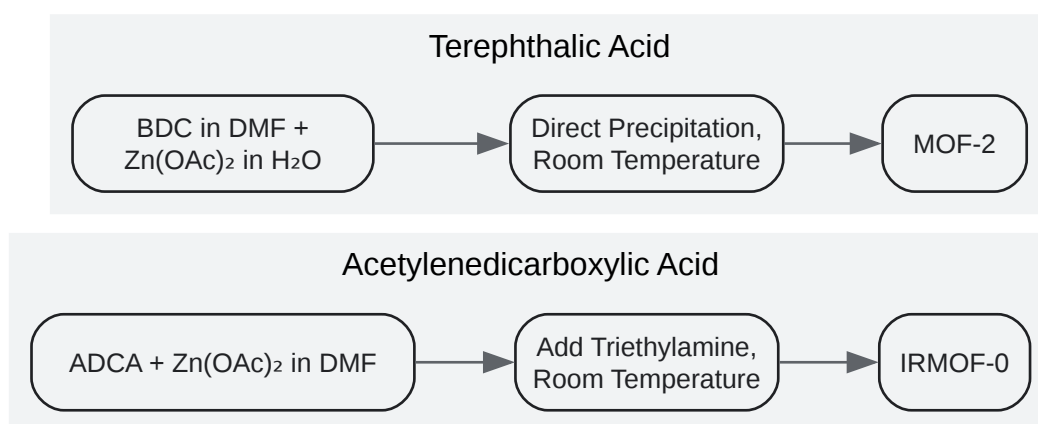 Terephthalic Acid
BDC in DMF +
Zn(OAc)₂ in H₂O
Direct Precipitation,
Room Temperature
MOF-2
Acetylenedicarboxylic Acid
ADCA + Zn(OAc)₂ in DMF
Add Triethylamine,
Room Temperature
IRMOF-0